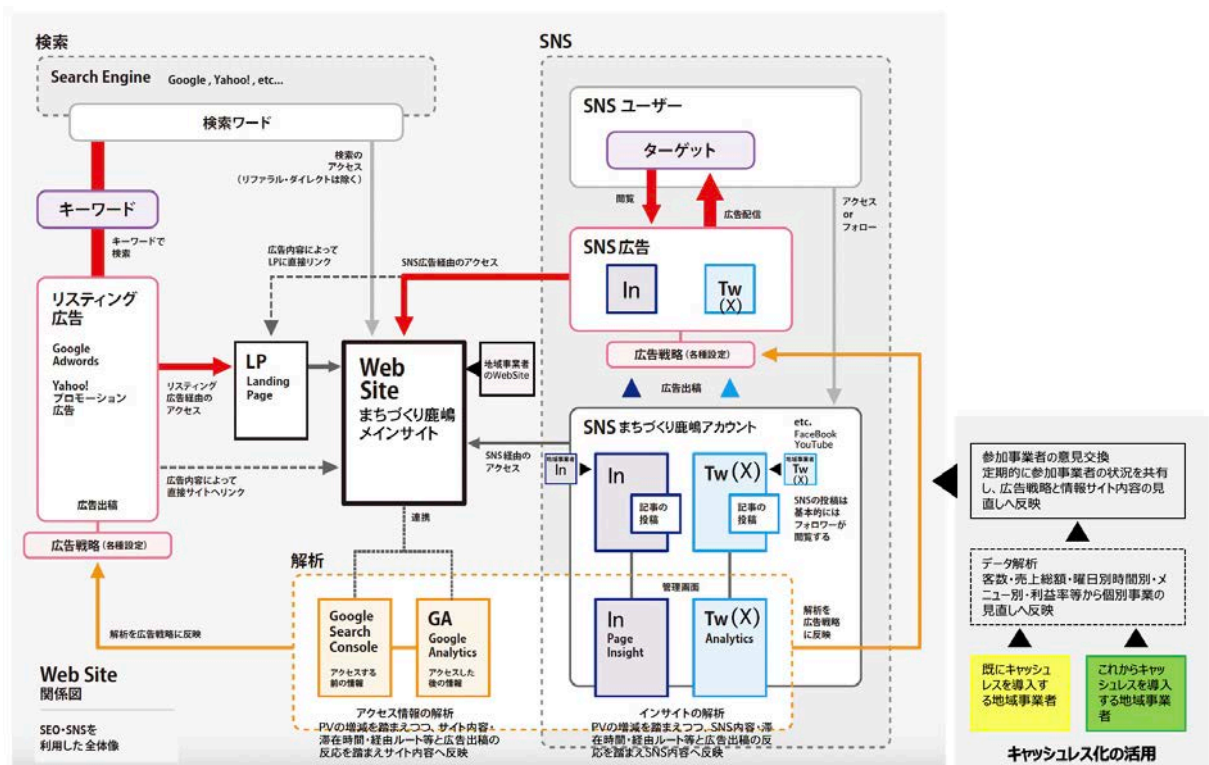 検索
Search Engine Google , Yahoo! , etc...
検索ワード
検索の
アクセス
(リファラル・ダイレクトは除く)
キーワード
キーワードで
検索
リスティング
広告
Google
Adwords
Yahoo!
プロモーション
広告
広告出稿
広告戦略 (各種設定)
リスティング
広告経由の
アクセス
広告内容によって
LPに直接リンク
SNS広告経由のアクセス
LP
Landing
Page
Web
Site
まちづくり鹿嶋
メインサイト
地域事業者
のWebSite
広告内容によって
直接サイトへリンク
SNS 経由の
アクセス
連携
SNS
SNS ユーザー
ターゲット
閲覧
広告配信
アクセス
or
フォロー
SNS 広告
In
Tw
(X)
広告戦略 (各種設定)
広告出稿
SNS まちづくり鹿嶋アカウント
etc.
FaceBook
YouTube
地域事業者
In
In
記事の
投稿
Tw (X)
記事の
投稿
地域事業者
Tw
(X)
SNSの投稿は
基本的には
フォロワーが
閲覧する
解析
管理画面
Google
Search
Console
アクセスする
前の情報
GA
Google
Analytics
アクセスした
後の情報
In
Page
Insight
Tw (X)
Analytics
解析を
広告戦略
に反映
解析を広告戦略に反映
アクセス情報の解析
PVの増減を踏まえつつ、サイト内容・
滞在時間・経由ルート等と広告出稿の
反応を踏まえサイト内容へ反映
インサイトの解析
PVの増減を踏まえつつ、SNS内容・滞
在時間・経由ルート等と広告出稿の反
応を踏まえSNS内容へ反映
Web Site
関係図
SEO・SNSを
利用した全体像
参加事業者の意見交換
定期的に参加事業者の状況を共有
し、広告戦略と情報サイト内容の見
直しへ反映
データ解析
客数・売上総額・曜日別時間別・メ
ニュー別・利益率等から個別事業の
見直しへ反映
既にキャッシュ
レスを導入す
る地域事業者
これからキャッ
シュレスを導入
する地域事業
者
キャッシュレス化の活用